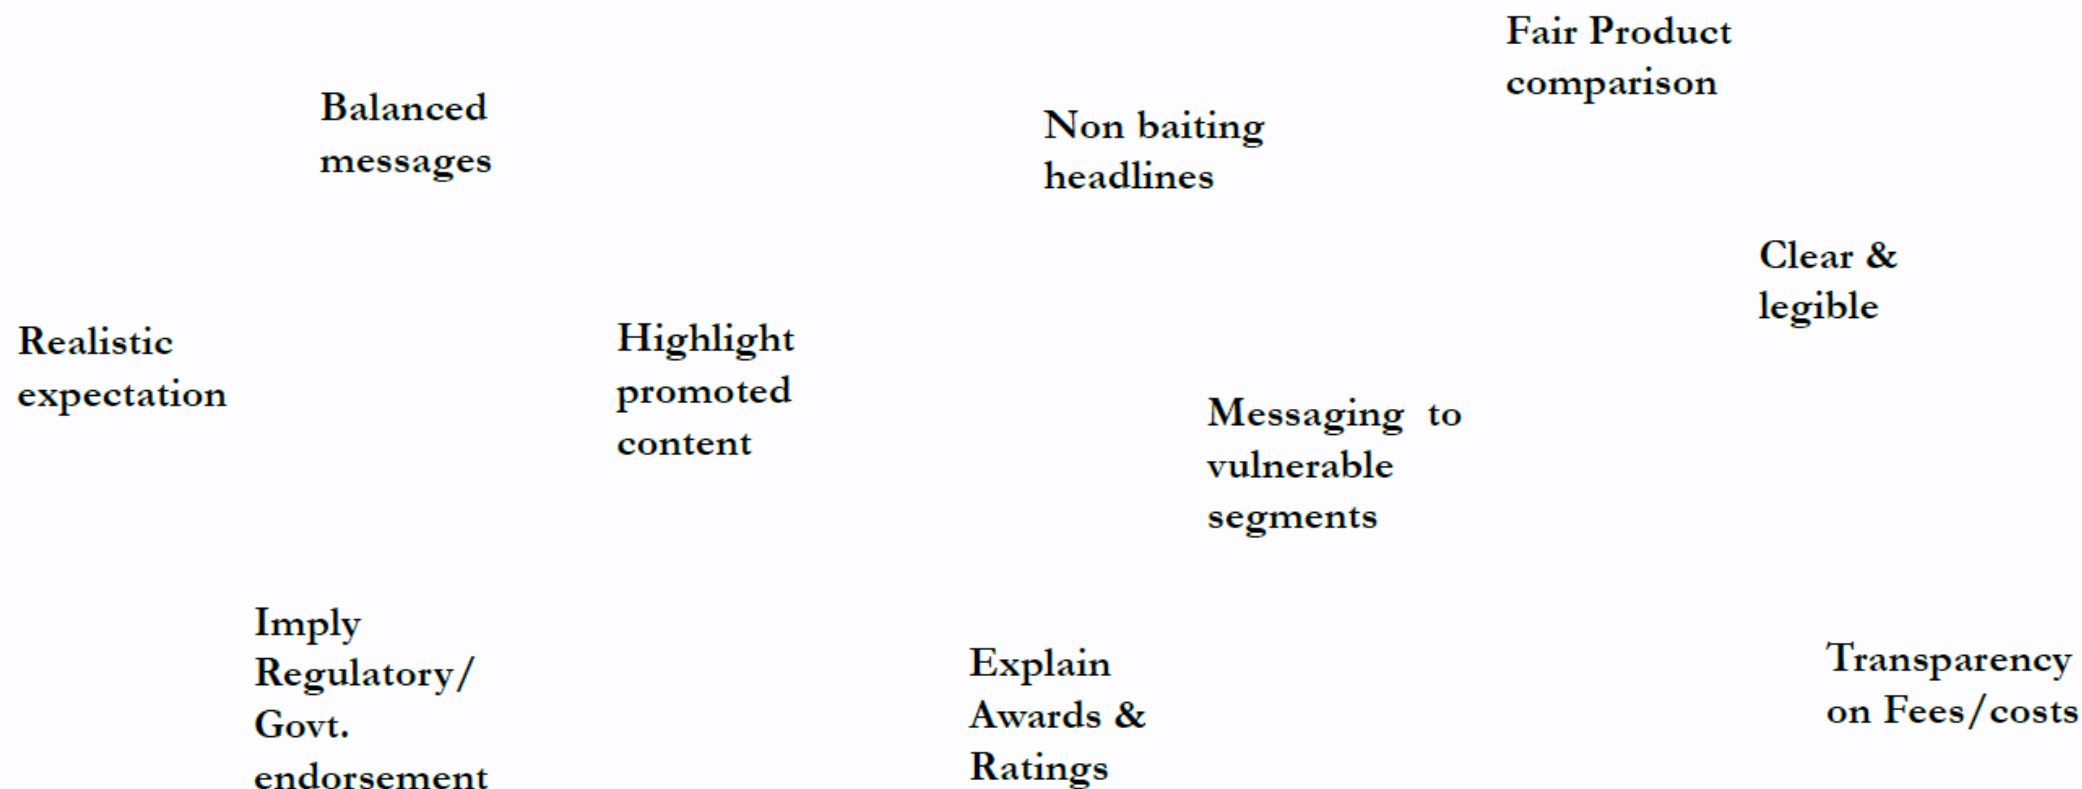 Fair Product
comparison
Balanced
messages
Non baiting
headlines
Clear &
legible
Realistic
expectation
Highlight
promoted
content
Messaging to
vulnerable
segments
Imply
Regulatory/
Govt.
endorsement
Explain
Awards &
Ratings
Transparency
on Fees/costs